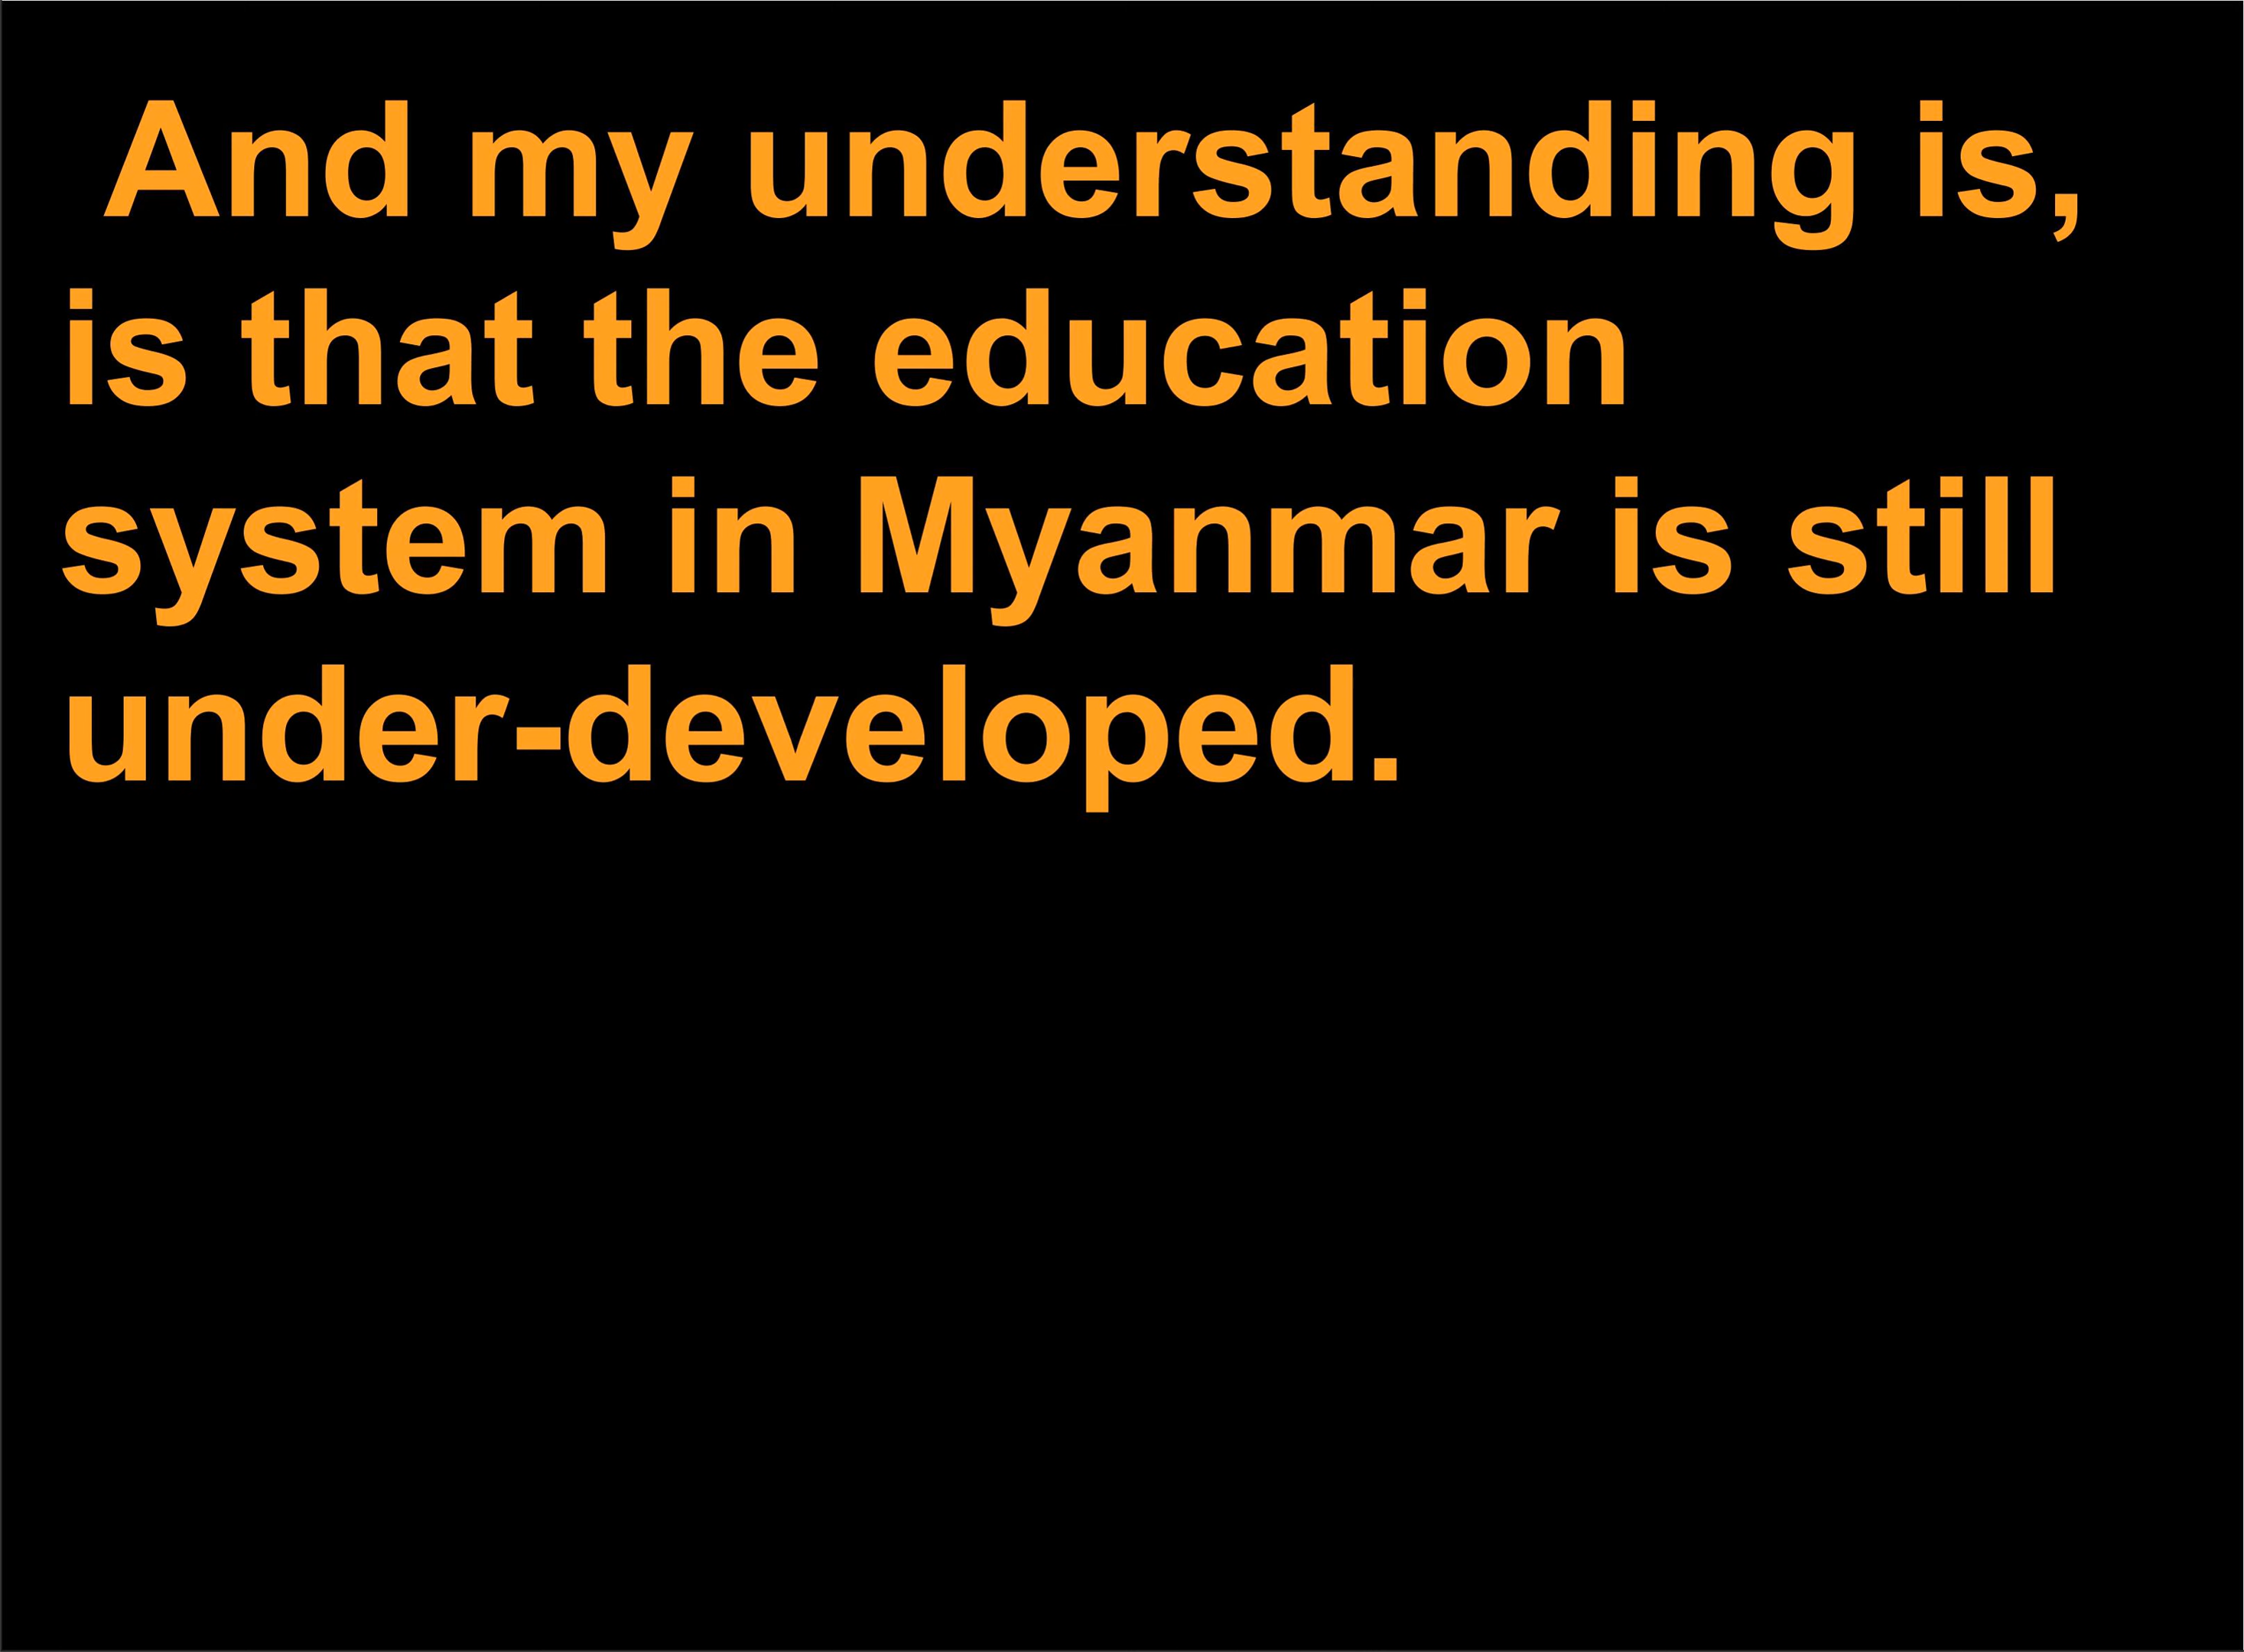 And my understanding is,
is that the education
system in Myanmar is still
under-developed.